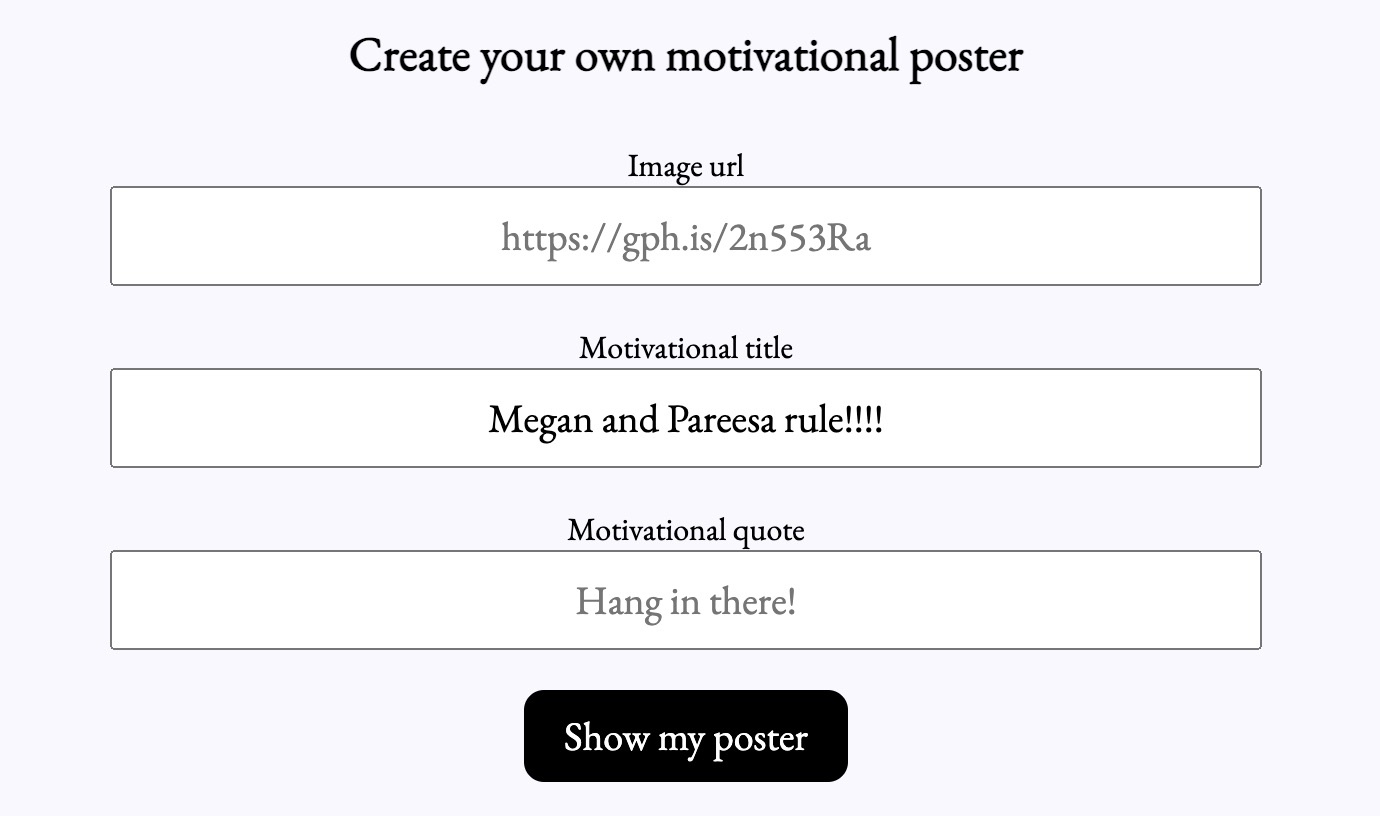 Create your own motivational poster
Image url
https://gph.is/2n553Ra
Motivational title
Megan and Pareesa rule!!!!
Motivational quote
Hang in there!
Show my poster